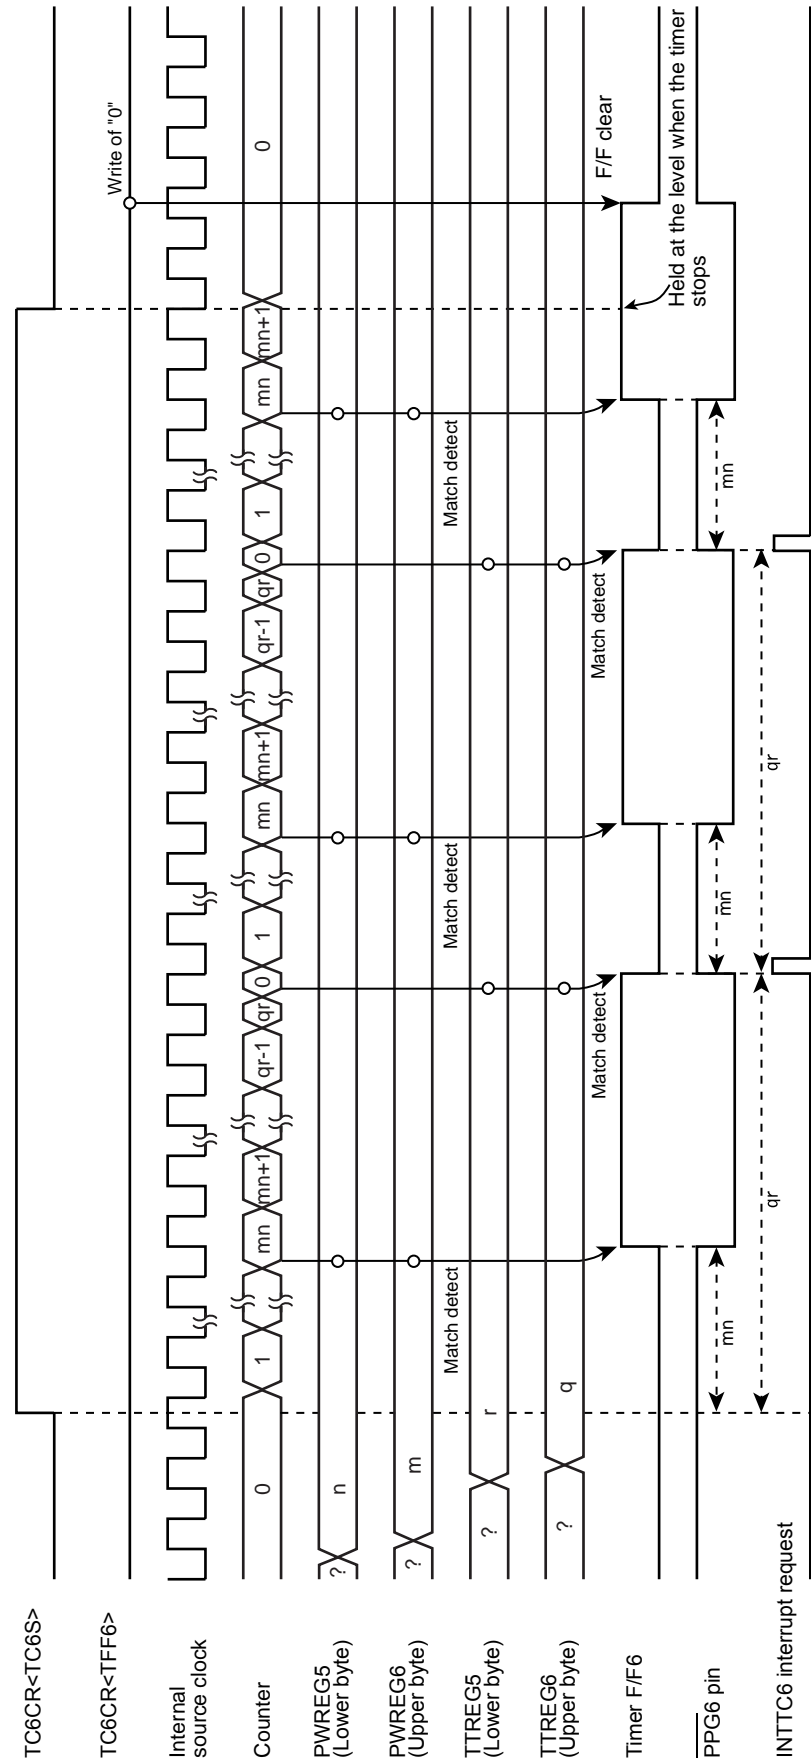 TC6CR<TC6S>
TC6CR<TFF6>
Write of "0"
Internal
source clock
Counter
0
1
mn
mn+1
qr-1
qr
0
1
mn
mn+1
qr-1
qr
0
1
mn
mn+1
0
PWREG5
(Lower byte)
?
n
PWREG6
(Upper byte)
?
m
Match detect
Match detect
Match detect
TTREG5
(Lower byte)
?
r
TTREG6
(Upper byte)
?
q
Match detect
Match detect
F/F clear
Timer F/F6
Held at the level when the timer
stops
PPG6 pin
mn
mn
mn
qr
qr
INTTC6 interrupt request